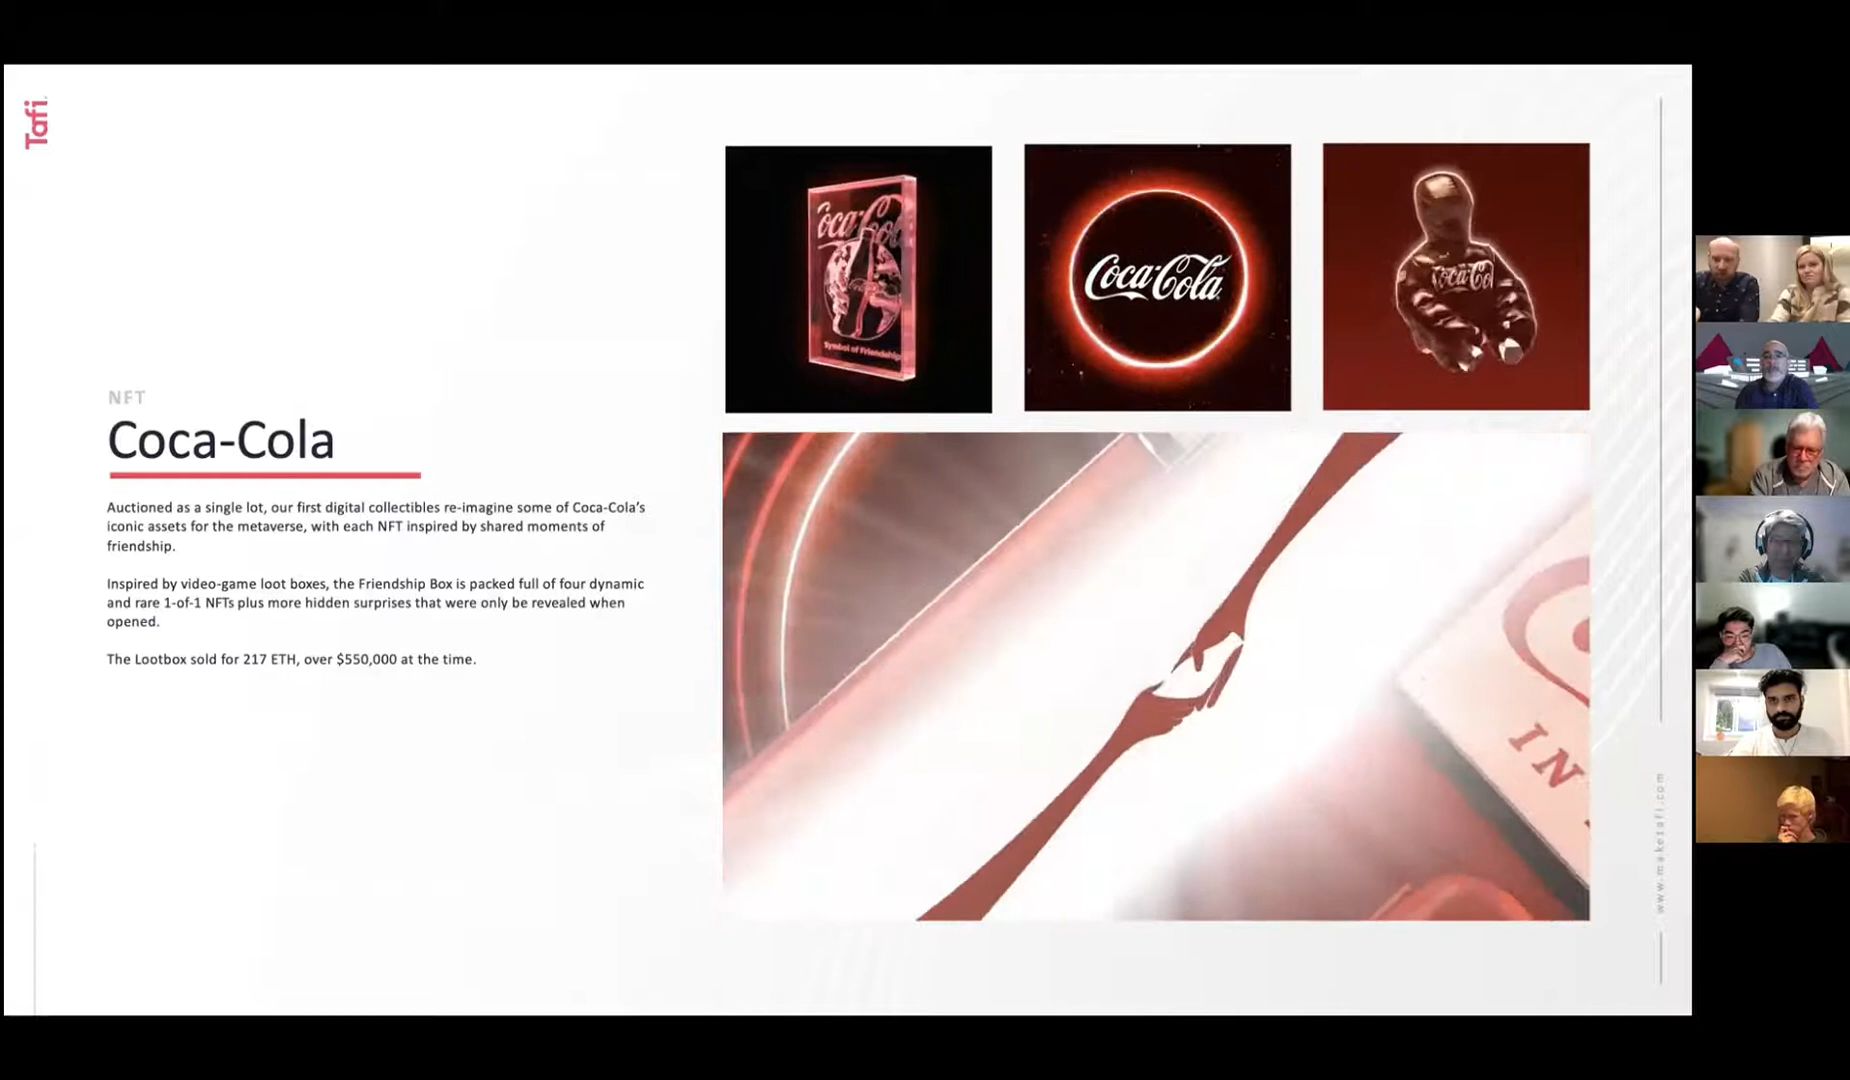 Tafi
NFT
Coca-Cola
Auctioned as a single lot, our first digital collectibles re-imagine some of Coca-Cola's
iconic assets for the metaverse, with each NFT inspired by shared moments of
friendship.
Inspired by video-game loot boxes, the Friendship Box is packed full of four dynamic
and rare 1-of-1 NFTs plus more hidden surprises that were only be revealed when
opened.
The Lootbox sold for 217 ETH, over $550,000 at the time.
Coca-Cola
Symbol of Friendship
Coca-Cola
Coca-Co
IN
www.maketafi.com